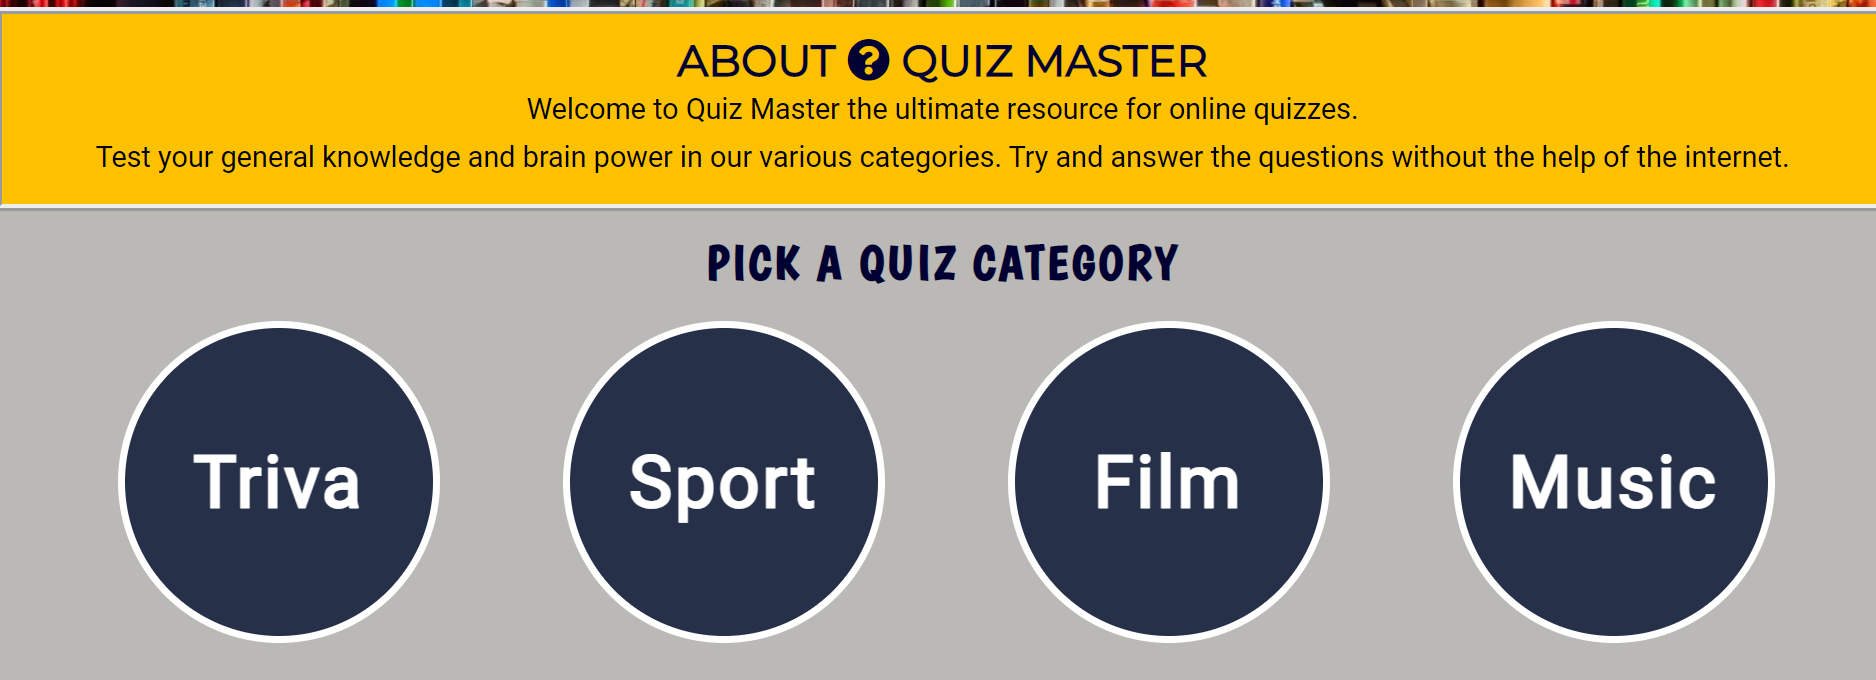 ABOUT QUIZ MASTER
Welcome to Quiz Master the ultimate resource for online quizzes.
Test your general knowledge and brain power in our various categories. Try and answer the questions without the help of the internet.
PICK A QUIZ CATEGORY
Triva
Sport
Film
Music